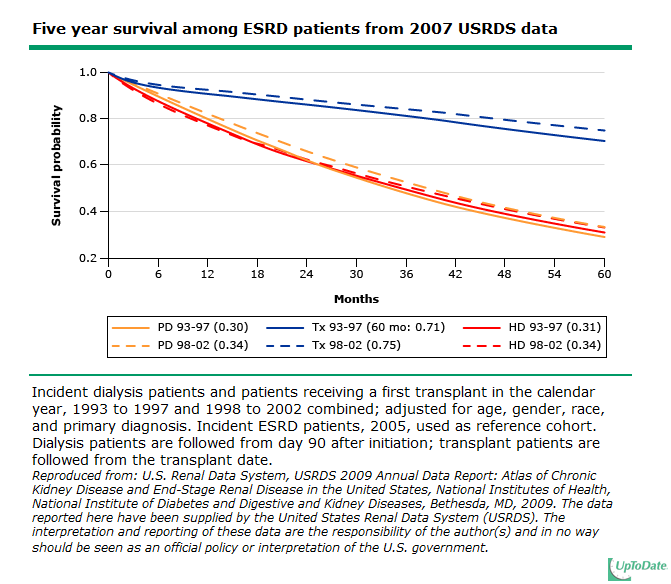 Five year survival among ESRD patients from 2007 USRDS data
1.0
0.8
0.6
0.4
0.2
Survival probability
0 6 12 18 24 30 36 42 48 54 60
Months
PD 93-97 (0.30) Tx 93-97 (60 mo: 0.71) HD 93-97 (0.31)
PD 98-02 (0.34) Tx 98-02 (0.75) HD 98-02 (0.34)
Incident dialysis patients and patients receiving a first transplant in the calendar
year, 1993 to 1997 and 1998 to 2002 combined; adjusted for age, gender, race,
and primary diagnosis. Incident ESRD patients, 2005, used as reference cohort.
Dialysis patients are followed from day 90 after initiation; transplant patients are
followed from the transplant date.
Reproduced from: U.S. Renal Data System, USRDS 2009 Annual Data Report: Atlas of Chronic
Kidney Disease and End-Stage Renal Disease in the United States, National Institutes of Health,
National Institute of Diabetes and Digestive and Kidney Diseases, Bethesda, MD, 2009. The data
reported here have been supplied by the United States Renal Data System (USRDS). The
interpretation and reporting of these data are the responsibility of the author(s) and in no way
should be seen as an official policy or interpretation of the U.S. government.
UpToDate